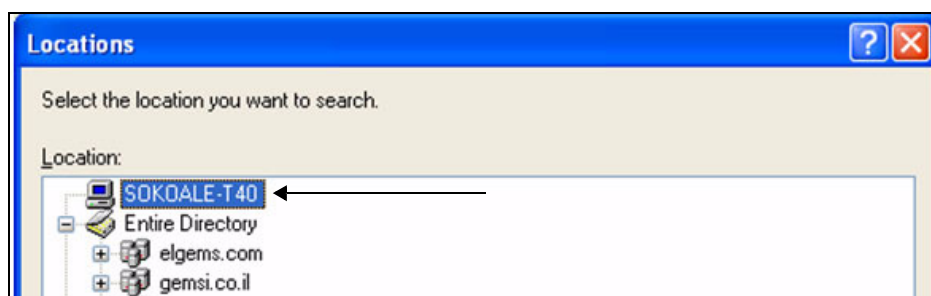 Locations
Select the location you want to search.
Location:
SOKOALE-T40
Entire Directory
elgems.com
gemsi.co.il